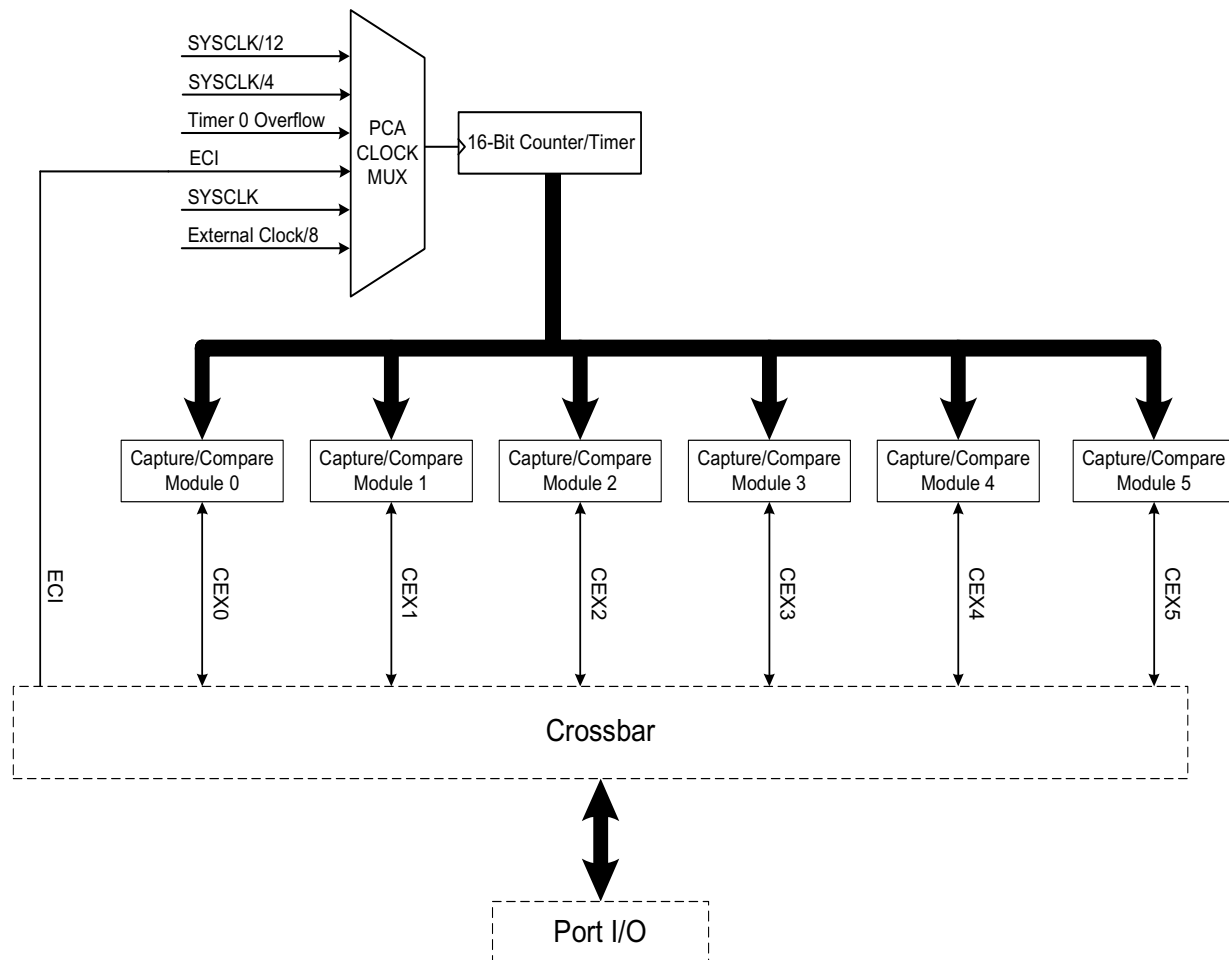 SYSCLK/12
SYSCLK/4
Timer 0 Overflow
ECI
SYSCLK
External Clock/8
PCA
CLOCK
MUX
16-Bit Counter/Timer
Capture/Compare
Module 0
Capture/Compare
Module 1
Capture/Compare
Module 2
Capture/Compare
Module 3
Capture/Compare
Module 4
Capture/Compare
Module 5
ECI
CEX0
CEX1
CEX2
CEX3
CEX4
CEX5
Crossbar
Port I/O